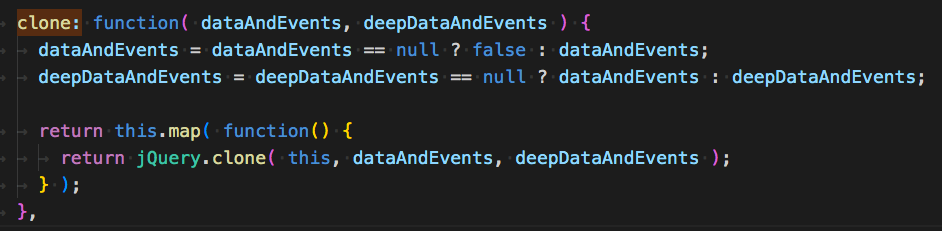 clone: function( dataAndEvents, deepDataAndEvents ) {
dataAndEvents = dataAndEvents == null ? false : dataAndEvents;
deepDataAndEvents = deepDataAndEvents == null ? dataAndEvents : deepDataAndEvents;
return this.map( function() {
return jQuery.clone( this, dataAndEvents, deepDataAndEvents );
} );
},